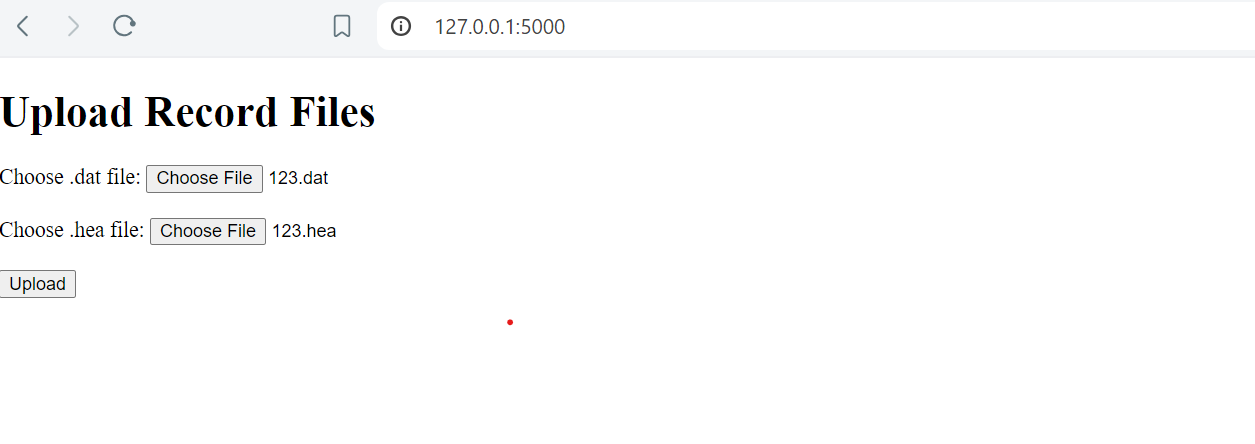 127.0.0.1:5000
Upload Record Files
Choose .dat file: Choose File 123.dat
Choose .hea file: Choose File 123.hea
Upload